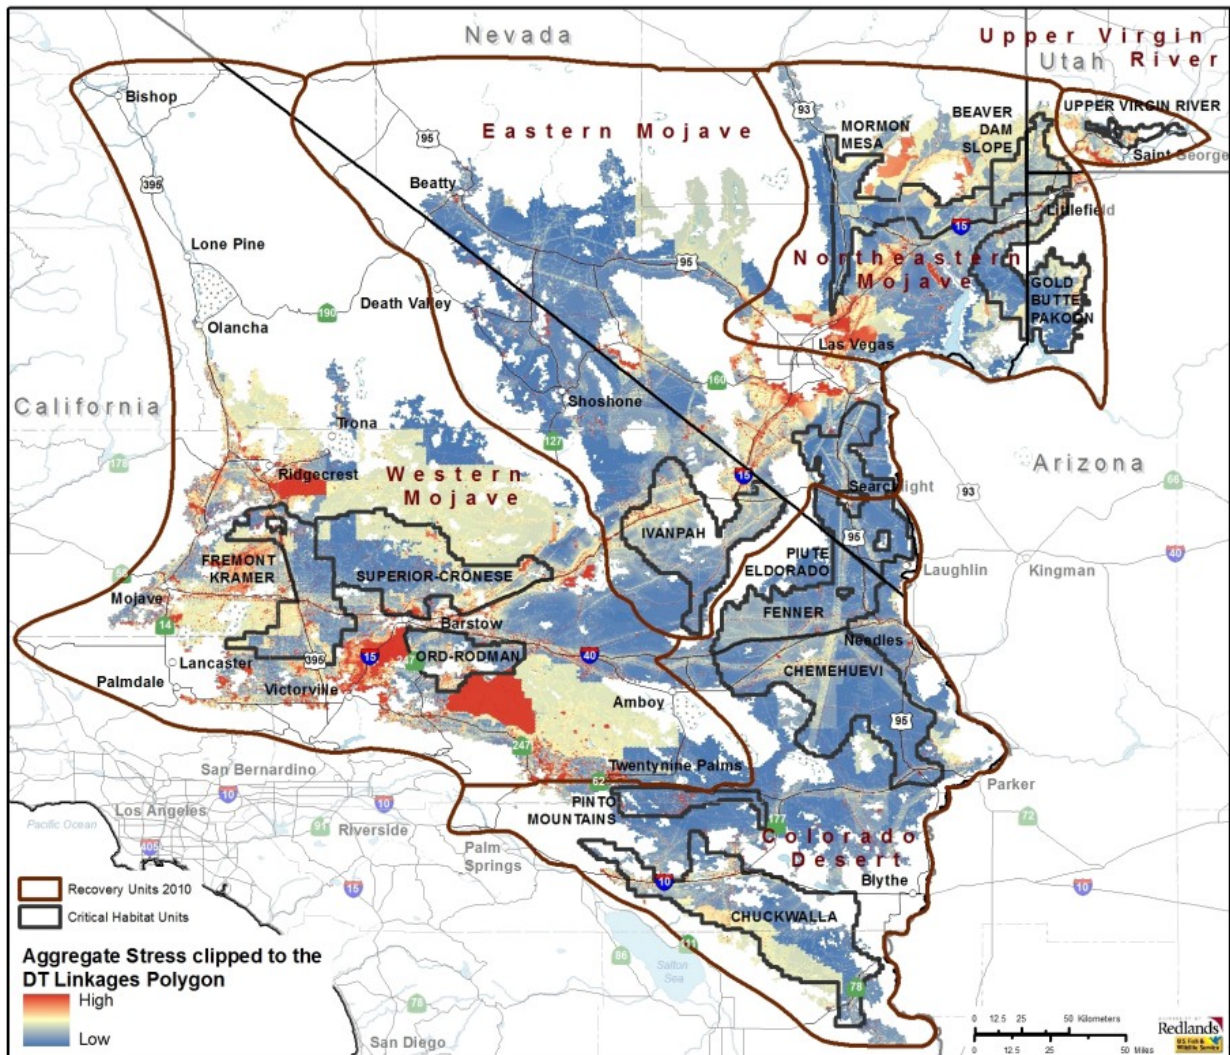 Nevada
Upper Virgin
River
Utah
Bishop
93
UPPER VIRGIN RIVER
95
Eastern Mojave
MORMON
MESA
BEAVER
DAM
SLOPE
Saint George
395
Beatty
Littlefield
15
Lone Pine
95
Northeastern
Mojave
GOLD
BUTTE
PAKOON
Death Valley
190
Olancha
Las Vegas
160
California
Shoshone
Trona
127
178
Arizona
Ridgecrest
Western
Mojave
15
Searchlight
93
66
IVANPAH
95
40
FREMONT
KRAMER
SUPERIOR-CRONESE
PIUTE
ELDORADO
Laughlin
Kingman
Mojave
FENNER
14
Barstow
Needles
Lancaster
395
15
ORD-RODMAN
40
CHEMEHUEVI
Palmdale
Victorville
Amboy
95
247
Twentynine Palms
San Bernardino
62
Parker
10
10
PINTO
MOUNTAINS
Los Angeles
177
72
Pacific Ocean
91
Riverside
Colorado
Desert
405
Palm
Springs
Blythe
10
10
15
Recovery Units 2010
Critical Habitat Units
CHUCKWALLA
Aggregate Stress clipped to the
DT Linkages Polygon
111
86
Salton
Sea
78
High
78
Low
San Diego
0 12.5 25 50 Kilometers
0 12.5 25 50 Miles
Redlands
U.S. Fish &
Wildlife Service